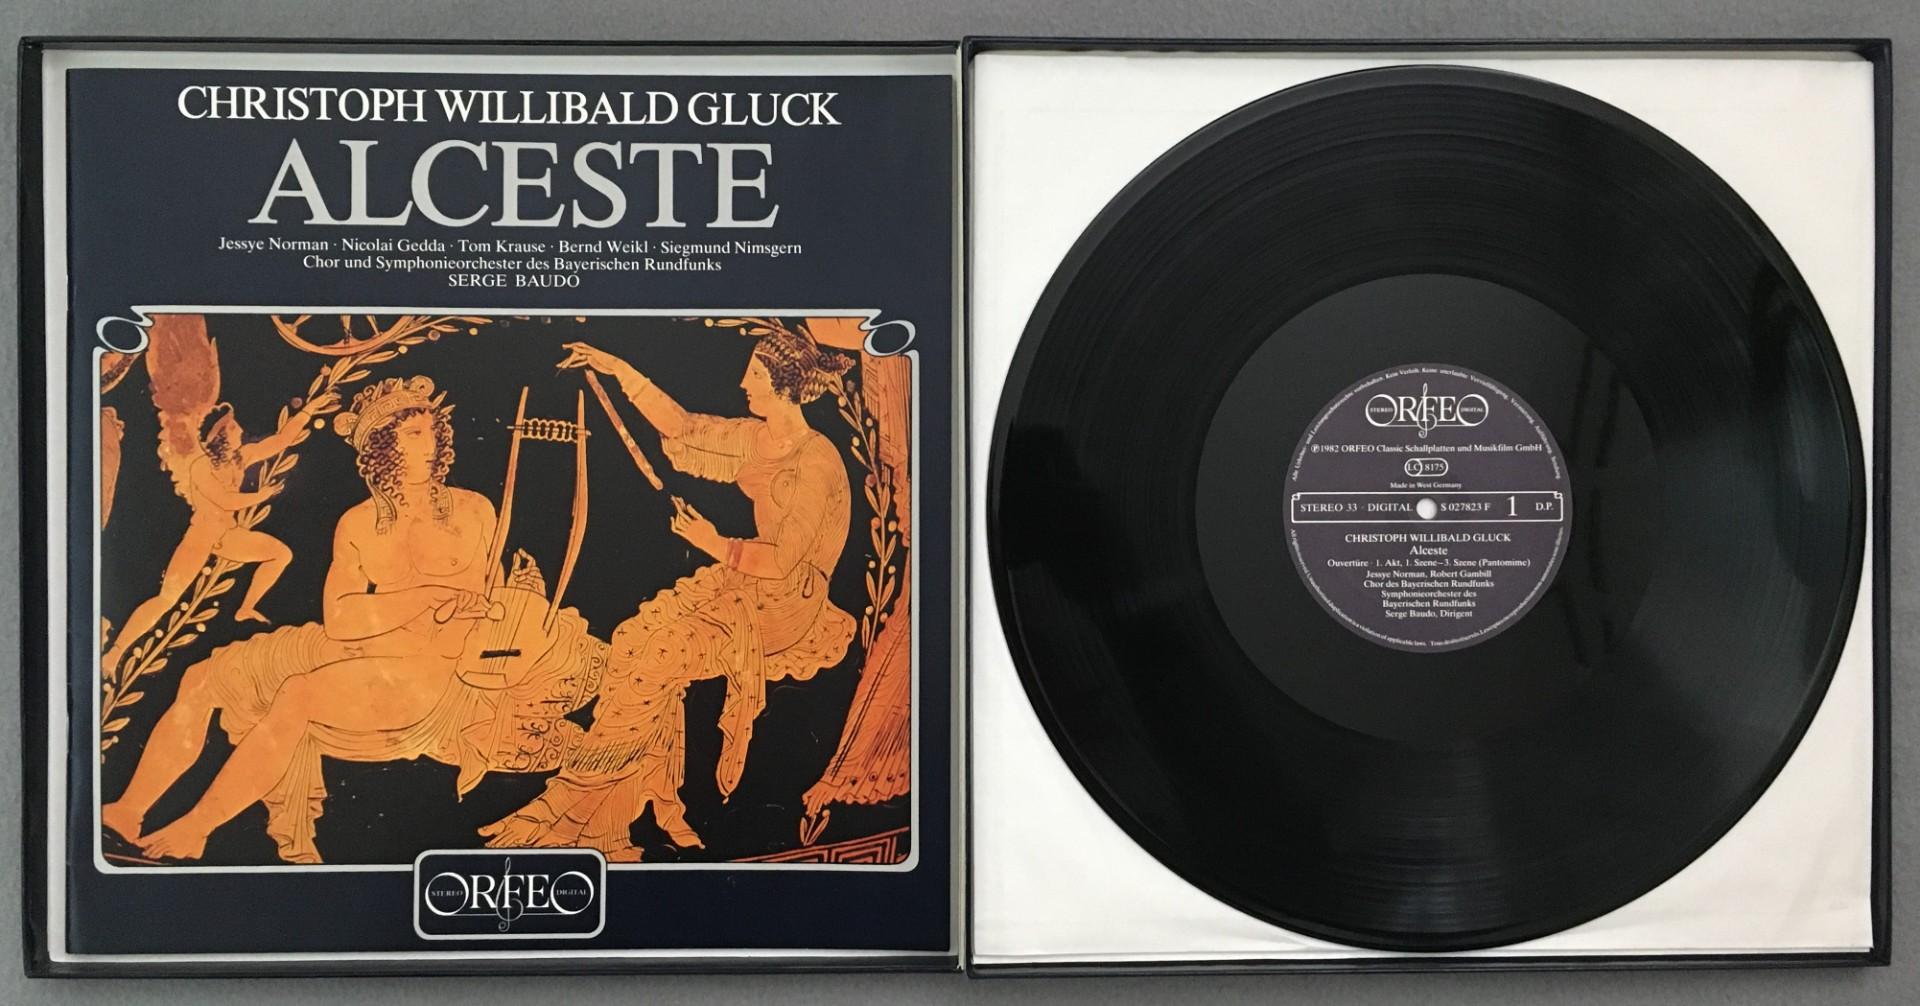 CHRISTOPH WILLIBALD GLUCK
ALCESTE
Jessye Norman · Nicolai Gedda · Tom Krause · Bernd Weikl · Siegmund Nimsgern
Chor und Symphonieorchester des Bayerischen Rundfunks
SERGE BAUDO
STEREO ORFEO DIGITAL
STEREO ORFEO DIGITAL
℗1982 ORFEO Classic Schallplatten und Musikfilm GmbH
LC 8175
Made in West Germany
STEREO 33 · DIGITAL S 027823 F 1 D.P.
CHRISTOPH WILLIBALD GLUCK
Alceste
Ouvertüre · 1. Akt, 1. Szene–3. Szene (Pantomime)
Jessye Norman, Robert Gambill
Chor des Bayerischen Rundfunks
Symphonieorchester des
Bayerischen Rundfunks
Serge Baudo, Dirigent